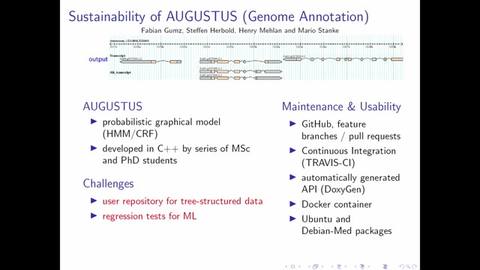 Sustainability of AUGUSTUS (Genome Annotation)
Fabian Gumz, Steffen Herbold, Henry Mehlan and Mario Stanke
output
AUGUSTUS
probabilistic graphical model
(HMM/CRF)
developed in C++ by series of MSc
and PhD students
Challenges
user repository for tree-structured data
regression tests for ML
Maintenance & Usability
GitHub, feature
branches / pull requests
Continuous Integration
(TRAVIS-CI)
automatically generated
API (DoxyGen)
Docker container
Ubuntu and
Debian-Med packages